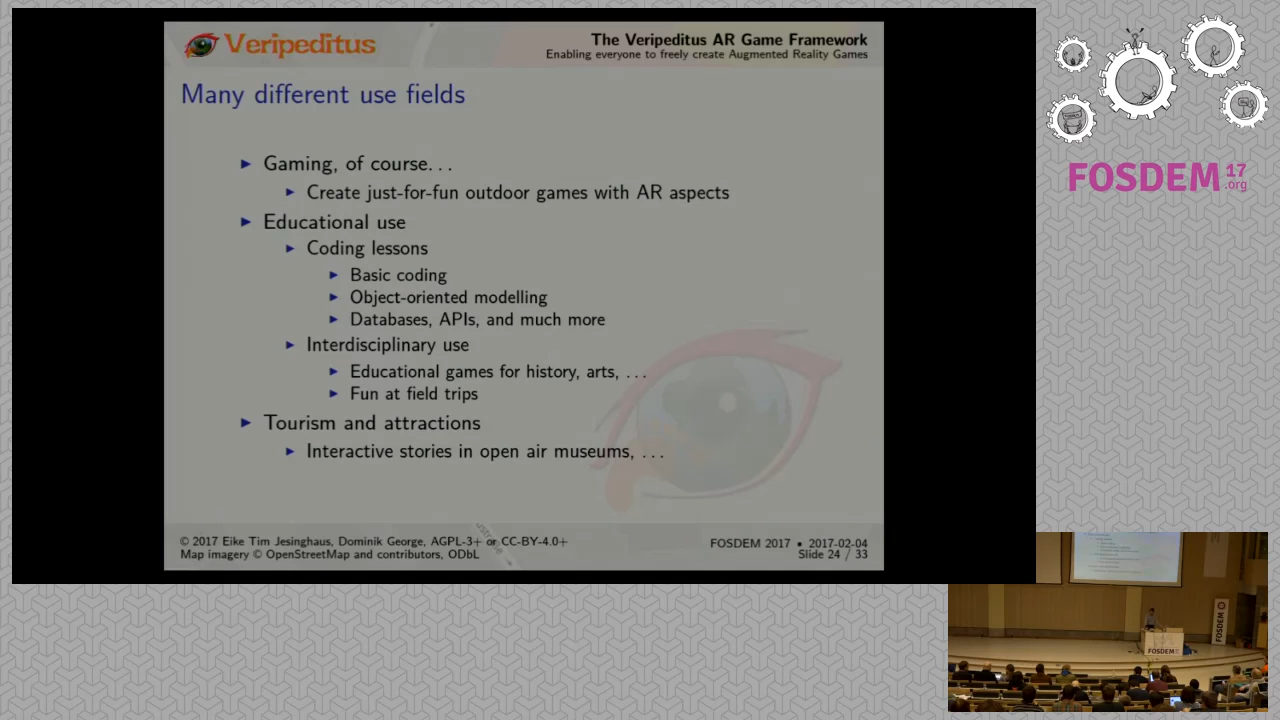 Veripeditus
The Veripeditus AR Game Framework
Enabling everyone to freely create Augmented Reality Games
Many different use fields
Gaming, of course. . .
Create just-for-fun outdoor games with AR aspects
Educational use
Coding lessons
Basic coding
Object-oriented modelling
Databases, APIs, and much more
Interdisciplinary use
Educational games for history, arts, . . .
Fun at field trips
Tourism and attractions
Interactive stories in open air museums, . . .
© 2017 Eike Tim Jesinghaus, Dominik George, AGPL-3+ or CC-BY-4.0+
Map imagery © OpenStreetMap and contributors, ODbL
FOSDEM 2017 • 2017-02-04
Slide 24 / 33
FOSDEM 17
.org
FOSDEM
FOSDEM